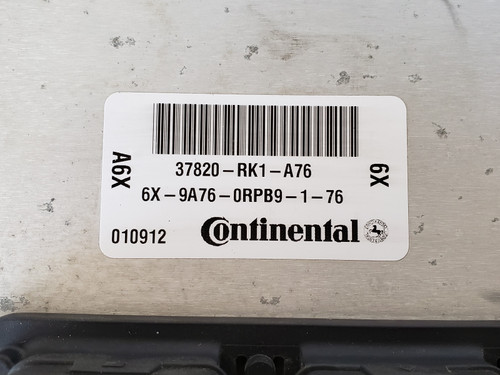 37820-RK1-A76
6X-9A76-0RPB9-1-76
A6X
6X
010912
Continental